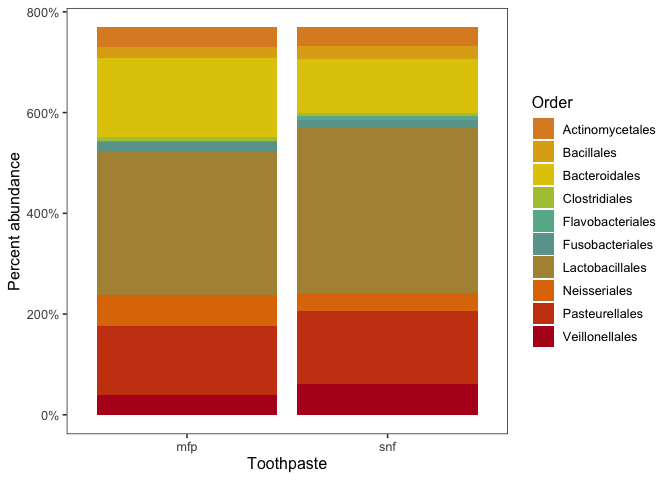 800%
600%
400%
200%
0%
Percent abundance
mfp
snf
Toothpaste
Order
Actinomycetales
Bacillales
Bacteroidales
Clostridiales
Flavobacteriales
Fusobacteriales
Lactobacillales
Neisseriales
Pasteurellales
Veillonellales